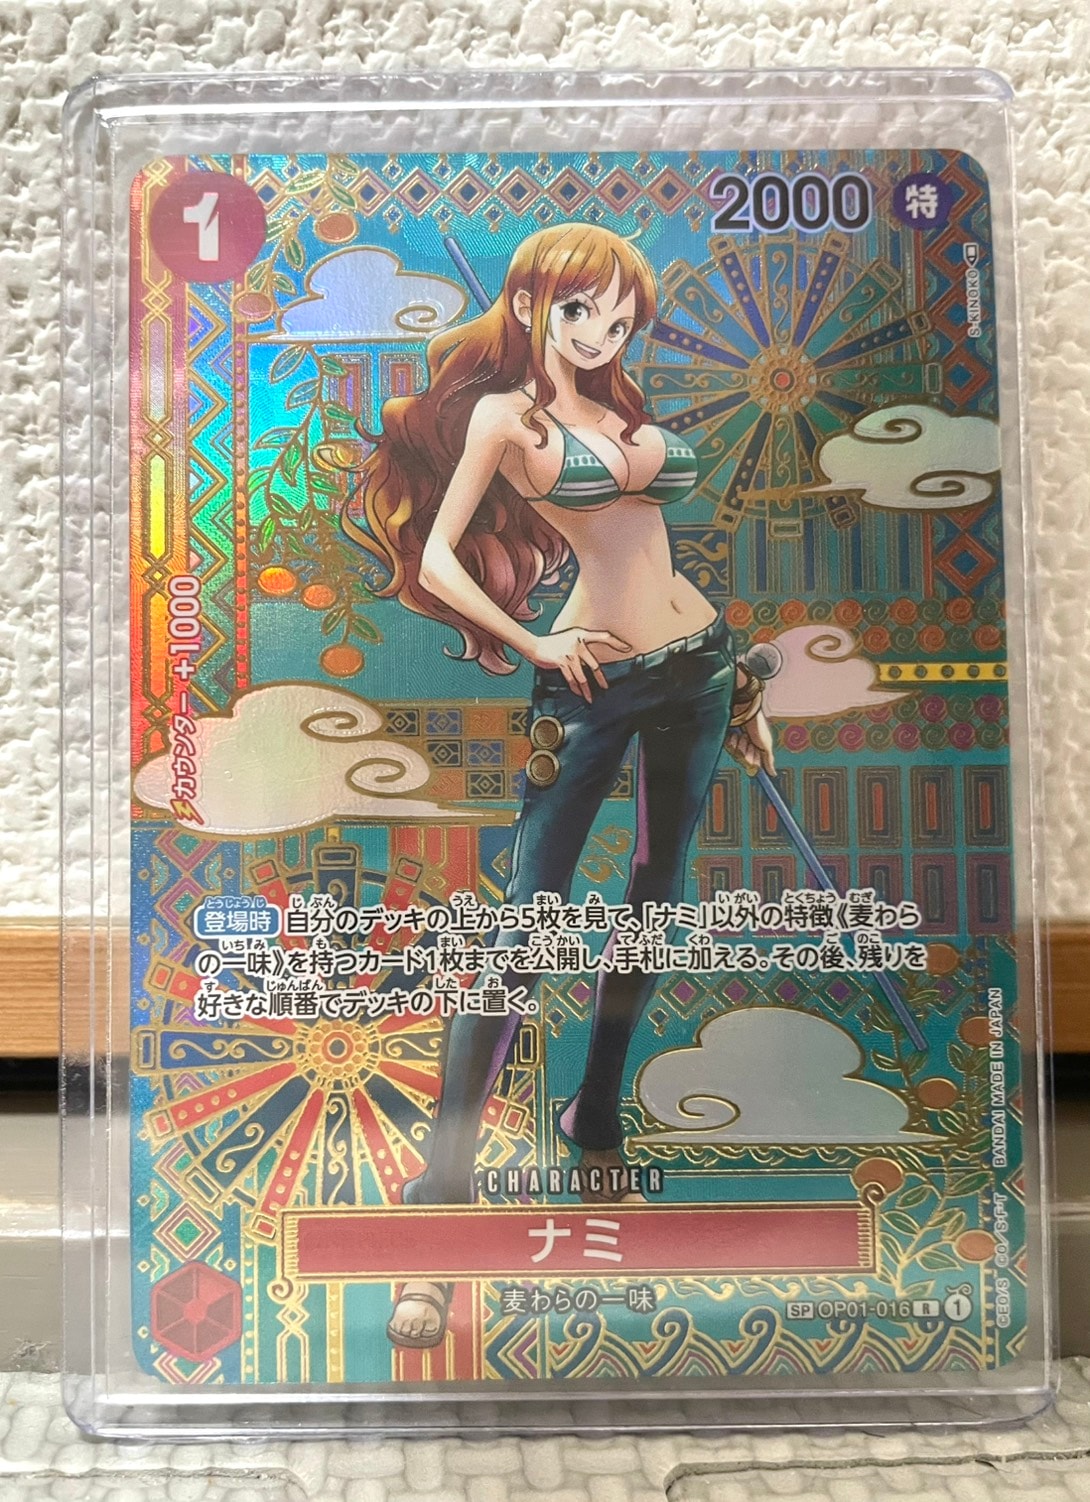 1
2000
特
S-KINOKO
カウンター +1000
登場時 自分のデッキの上から5枚を見て、「ナミ」以外の特徴《麦わら
の一味》を持つカード1枚までを公開し、手札に加える。その後、残りを
好きな順番でデッキの下に置く。
CHARACTER
ナミ
麦わらの一味
SP OP01-016 R 1
©EO/S ©O/S・F・T BANDAI MADE IN JAPAN